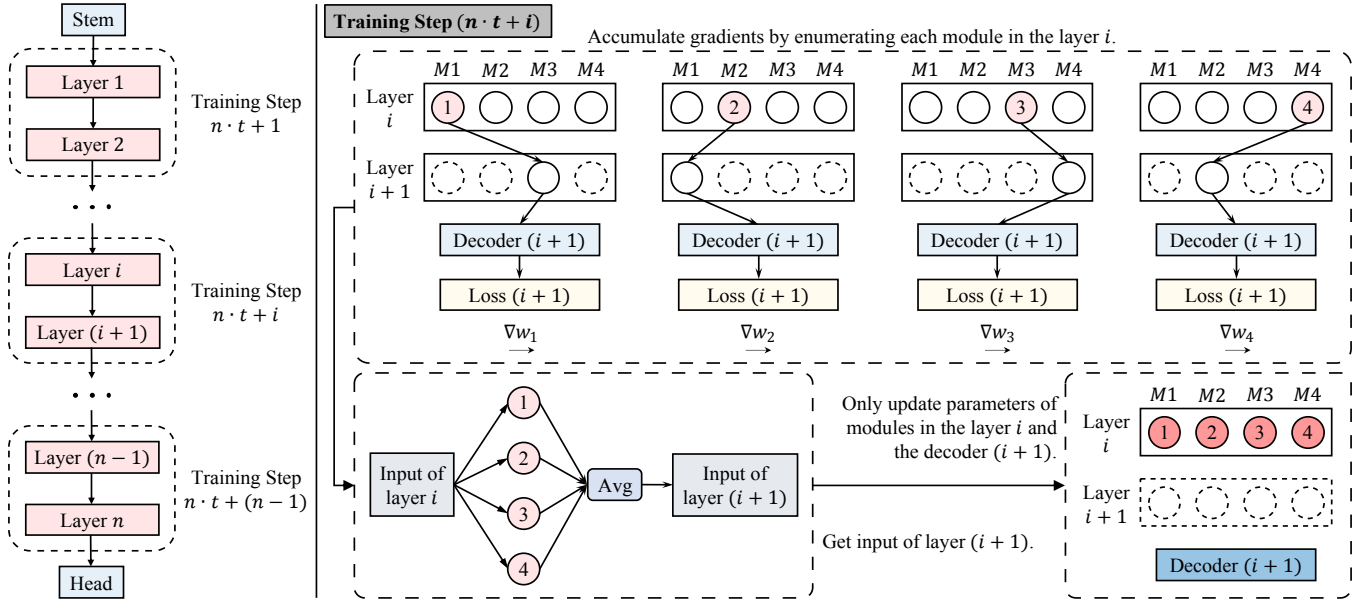 Stem
Layer 1
Layer 2
Training Step
n · t + 1
• • •
Layer i
Layer (i + 1)
Training Step
n · t + i
• • •
Layer (n − 1)
Layer n
Training Step
n · t + (n − 1)
Head
Training Step (n · t + i)
Accumulate gradients by enumerating each module in the layer i.
M1 M2 M3 M4
Layer
i
1
Layer
i + 1
Decoder (i + 1)
Loss (i + 1)
∇w₁
M1 M2 M3 M4
2
Decoder (i + 1)
Loss (i + 1)
∇w₂
M1 M2 M3 M4
3
Decoder (i + 1)
Loss (i + 1)
∇w₃
M1 M2 M3 M4
4
Decoder (i + 1)
Loss (i + 1)
∇w₄
Input of
layer i
1
2
3
4
Avg
Input of
layer (i + 1)
Only update parameters of
modules in the layer i and
the decoder (i + 1).
Get input of layer (i + 1).
M1 M2 M3 M4
Layer
i
1 2 3 4
Layer
i + 1
Decoder (i + 1)